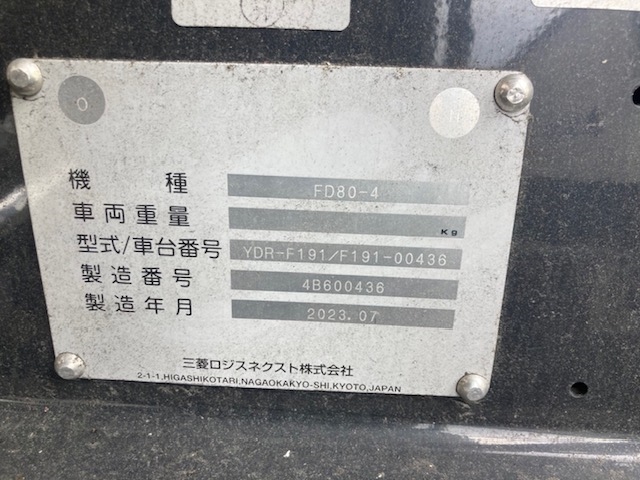 O
機種 FD80-4
車両重量 Kg
型式/車台番号 YDR-F191/F191-00436
製造番号 4B600436
製造年月 2023.07
三菱ロジスネクスト株式会社
2-1-1,HIGASHIKOTARI,NAGAOKAKYO-SHI,KYOTO,JAPAN